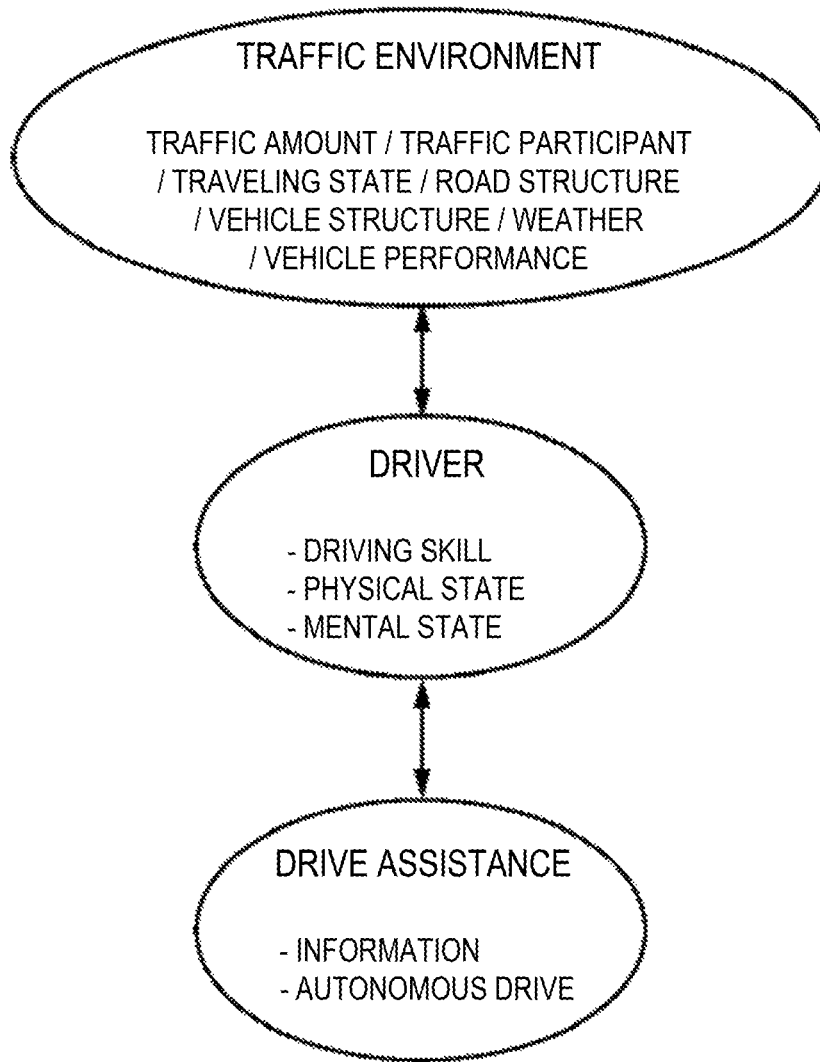 TRAFFIC ENVIRONMENT
TRAFFIC AMOUNT / TRAFFIC PARTICIPANT
/ TRAVELING STATE / ROAD STRUCTURE
/ VEHICLE STRUCTURE / WEATHER
/ VEHICLE PERFORMANCE
DRIVER
- DRIVING SKILL
- PHYSICAL STATE
- MENTAL STATE
DRIVE ASSISTANCE
- INFORMATION
- AUTONOMOUS DRIVE